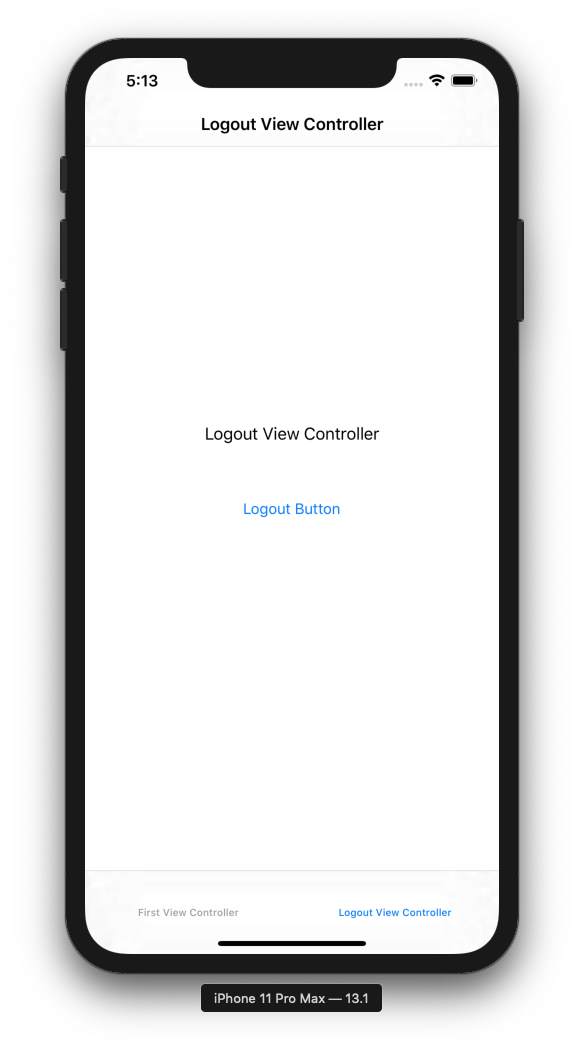 5:13
Logout View Controller
Logout View Controller
Logout Button
First View Controller
Logout View Controller
iPhone 11 Pro Max — 13.1